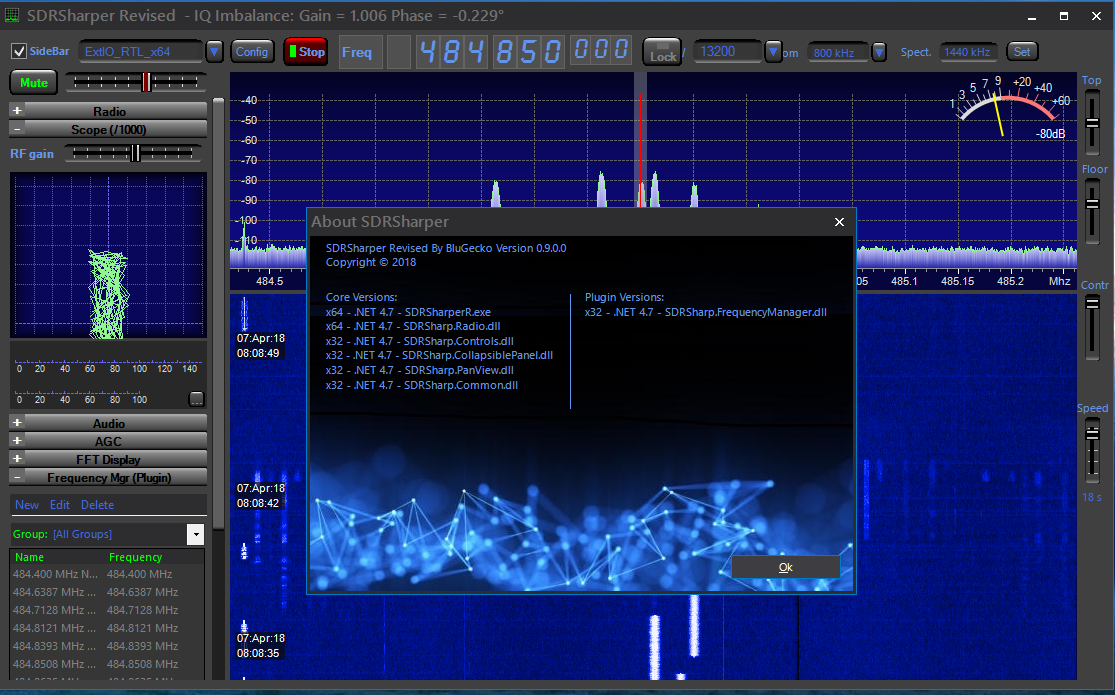 SDRSharper Revised - IQ Imbalance: Gain = 1.006 Phase = -0.229°
SideBar ExtIO_RTL_x64 Config Stop Freq 484 850 000 Lock / 13200 om 800 kHz Spect. 1440 kHz Set
Mute
Radio
Scope (/1000)
RF gain
0 20 40 60 80 100 120 140
0 20 40 60 80 100
Audio
AGC
FFT Display
Frequency Mgr (Plugin)
New Edit Delete
Group: [All Groups]
Name Frequency
484.400 MHz N... 484.400 MHz
484.6387 MHz ... 484.6387 MHz
484.7128 MHz ... 484.7128 MHz
484.8121 MHz ... 484.8121 MHz
484.8393 MHz ... 484.8393 MHz
484.8508 MHz ... 484.8508 MHz
-40
-50
-60
-70
-80
-90
-100
-110
484.5 05 485.1 485.15 485.2 Mhz
1 3 5 7 9 +20 +40 +60
-80dB
07:Apr:18
08:08:49
07:Apr:18
08:08:42
07:Apr:18
08:08:35
About SDRSharper
SDRSharper Revised By BluGecko Version 0.9.0.0
Copyright © 2018
Core Versions:
x64 - .NET 4.7 - SDRSharperR.exe
x64 - .NET 4.7 - SDRSharp.Radio.dll
x32 - .NET 4.7 - SDRSharp.Controls.dll
x32 - .NET 4.7 - SDRSharp.CollapsiblePanel.dll
x32 - .NET 4.7 - SDRSharp.PanView.dll
x32 - .NET 4.7 - SDRSharp.Common.dll
Plugin Versions:
x32 - .NET 4.7 - SDRSharp.FrequencyManager.dll
Ok
Top
Floor
Contr
Speed
18 s